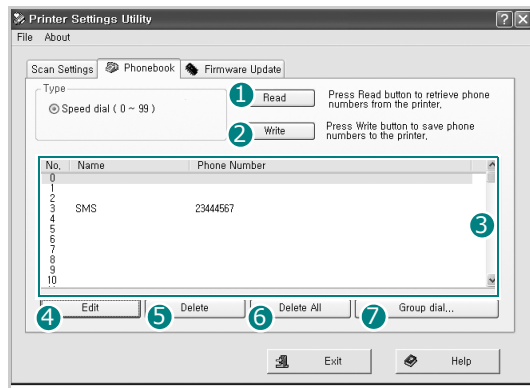 Printer Settings Utility
File About
Scan Settings Phonebook Firmware Update
Type
Speed dial ( 0 ~ 99 )
1 Read
Press Read button to retrieve phone
numbers from the printer,
2 Write
Press Write button to save phone
numbers to the printer,
No, Name Phone Number
0
1
2
3 SMS 23444567
4
5
6
7
8
9
10
3
4 Edit 5 Delete 6 Delete All 7 Group dial,,,
Exit Help